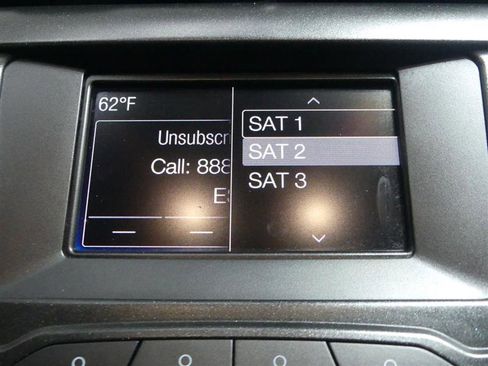 62°F
Unsubscr
Call: 888
SAT 1
SAT 2
SAT 3